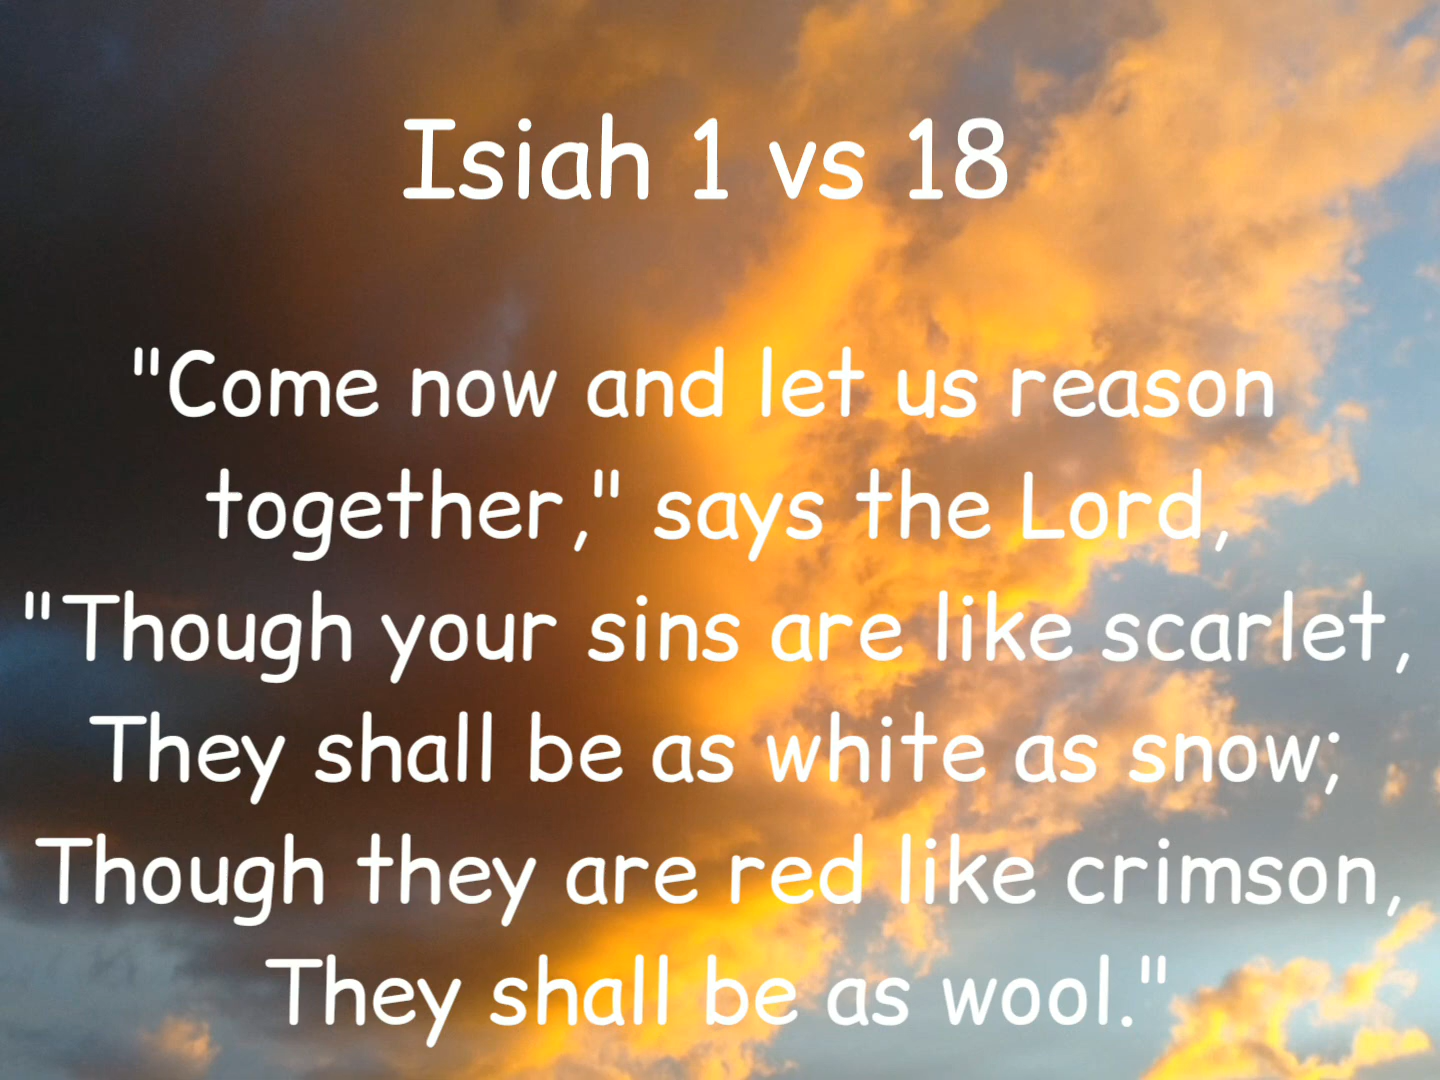 Isiah 1 vs 18
"Come now and let us reason
together," says the Lord,
"Though your sins are like scarlet,
They shall be as white as snow;
Though they are red like crimson,
They shall be as wool."